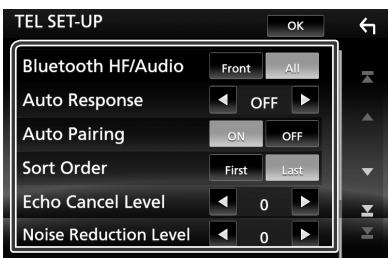 TEL SET-UP OK
Bluetooth HF/Audio Front All
Auto Response OFF
Auto Pairing ON OFF
Sort Order First Last
Echo Cancel Level 0
Noise Reduction Level 0